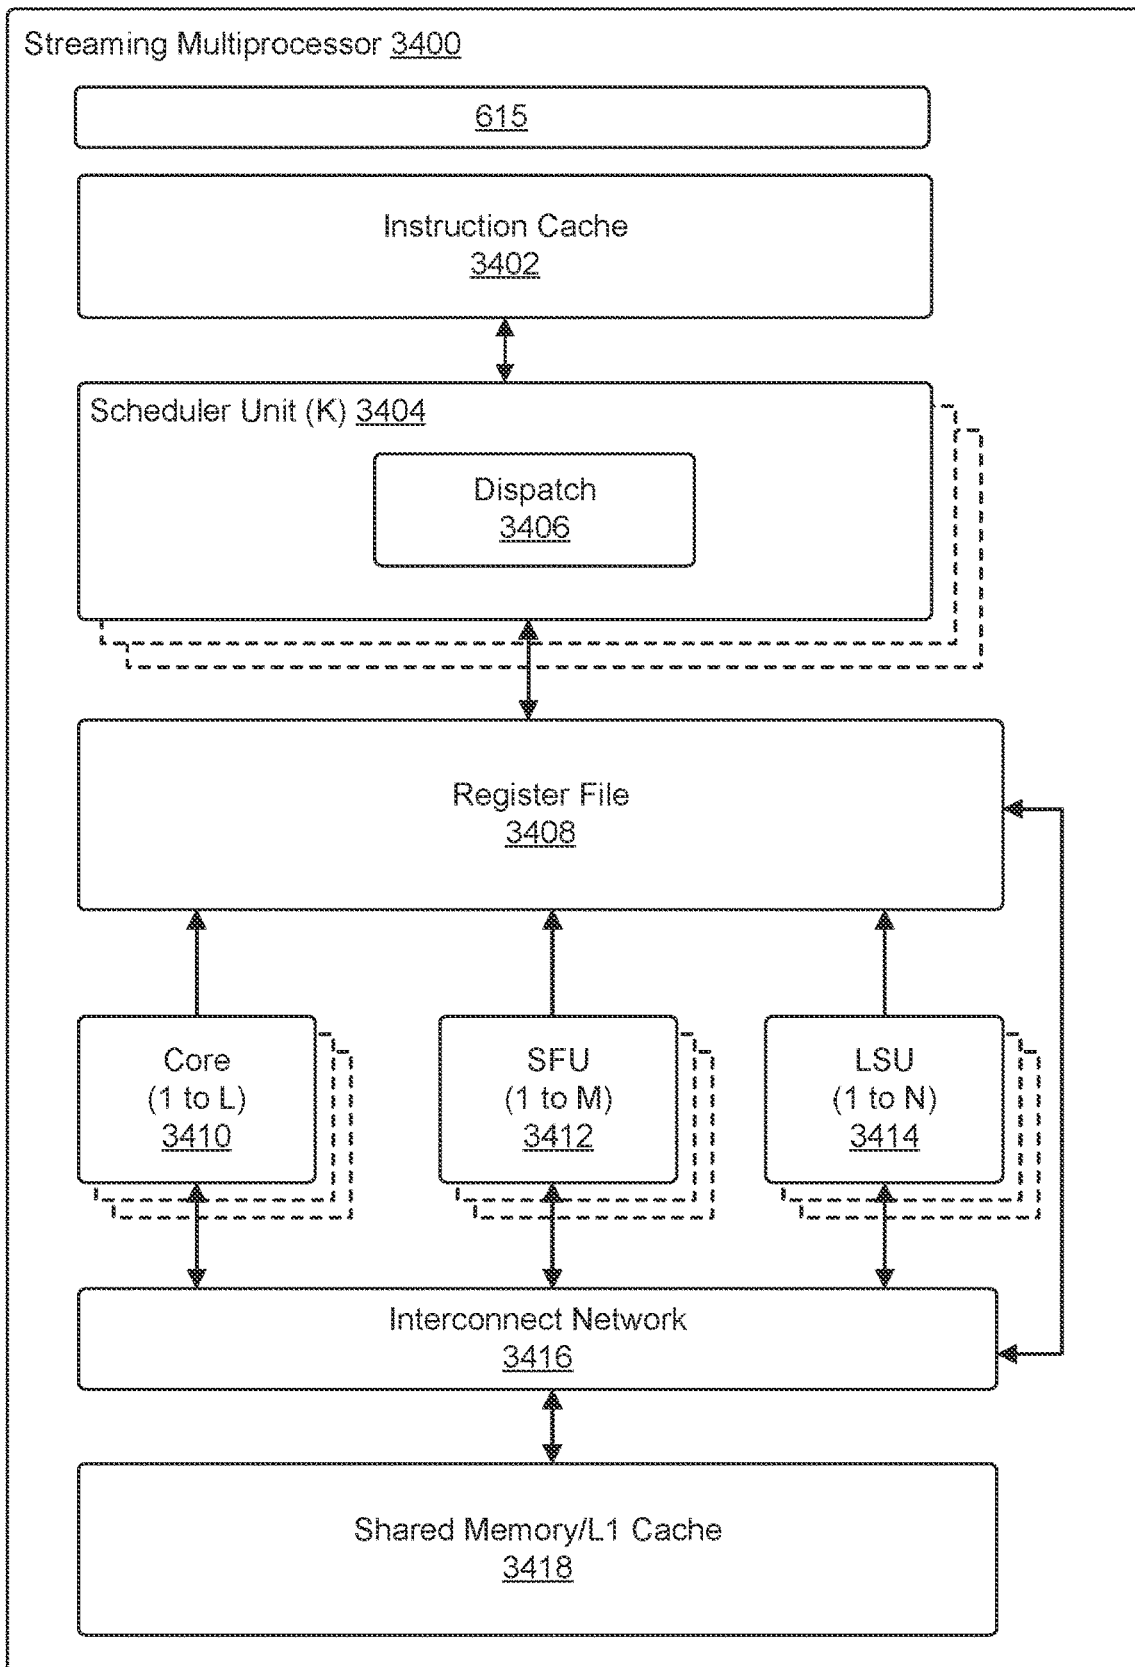 Streaming Multiprocessor 3400
615
Instruction Cache
3402
Scheduler Unit (K) 3404
Dispatch
3406
Register File
3408
Core
(1 to L)
3410
SFU
(1 to M)
3412
LSU
(1 to N)
3414
Interconnect Network
3416
Shared Memory/L1 Cache
3418